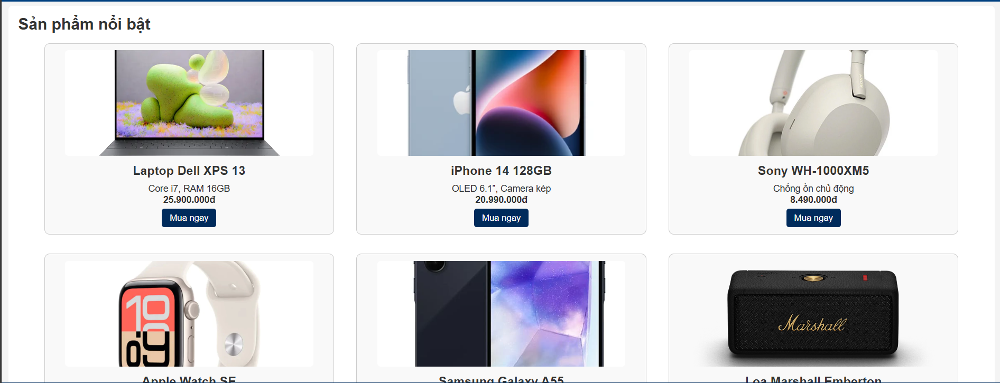 Sản phẩm nổi bật
Laptop Dell XPS 13
Core i7, RAM 16GB
25.900.000đ
Mua ngay
iPhone 14 128GB
OLED 6.1”, Camera kép
20.990.000đ
Mua ngay
SONY
Sony WH-1000XM5
Chống ồn chủ động
8.490.000đ
Mua ngay
10
09
Marshall
Apple Watch SE
Samsung Galaxy A55
Loa Marshall Emberton